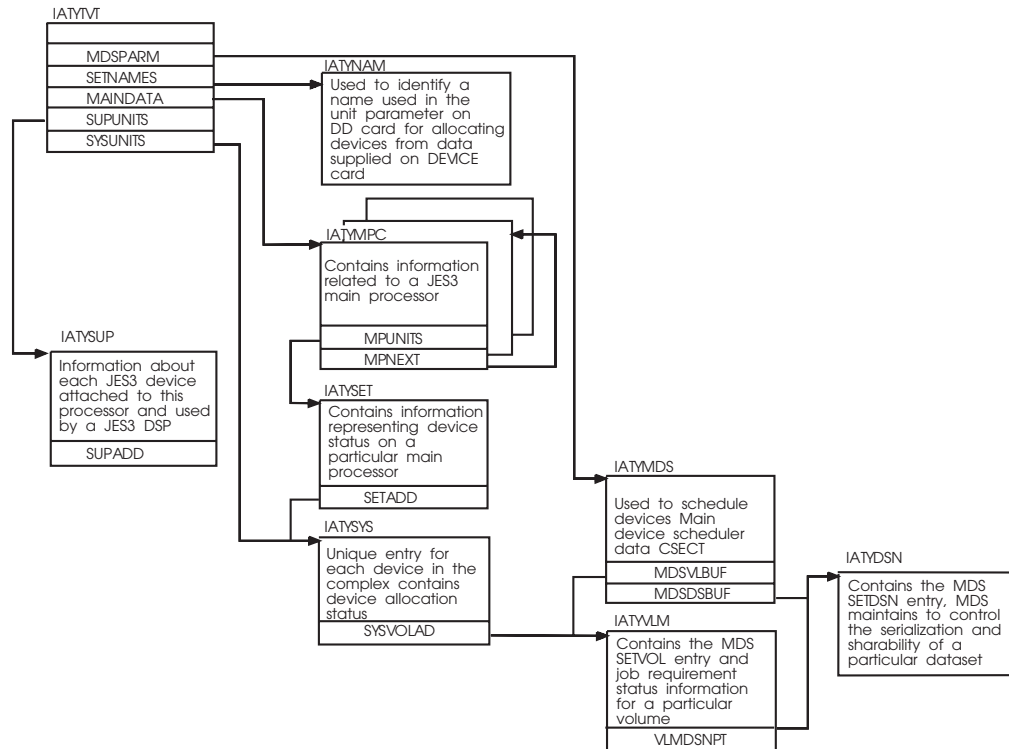 IATYTVT
MDSPARM
SETNAMES
MAINDATA
SUPUNITS
SYSUNITS
IATYNAM
Used to identify a
name used in the
unit parameter on
DD card for allocating
devices from data
supplied on DEVICE
card
IATYMPC
Contains information
related to a JES3
main processor
MPUNITS
MPNEXT
IATYSUP
Information about
each JES3 device
attached to this
processor and used
by a JES3 DSP
SUPADD
IATYSET
Contains information
representing device
status on a
particular main
processor
SETADD
IATYSYS
Unique entry for
each device in the
complex contains
device allocation
status
SYSVOLAD
IATYMDS
Used to schedule
devices Main
device scheduler
data CSECT
MDSVLBUF
MDSDSBUF
IATYVLM
Contains the MDS
SETVOL entry and
job requirement
status information
for a particular
volume
VLMDSNPT
IATYDSN
Contains the MDS
SETDSN entry, MDS
maintains to control
the serialization and
sharability of a
particular dataset